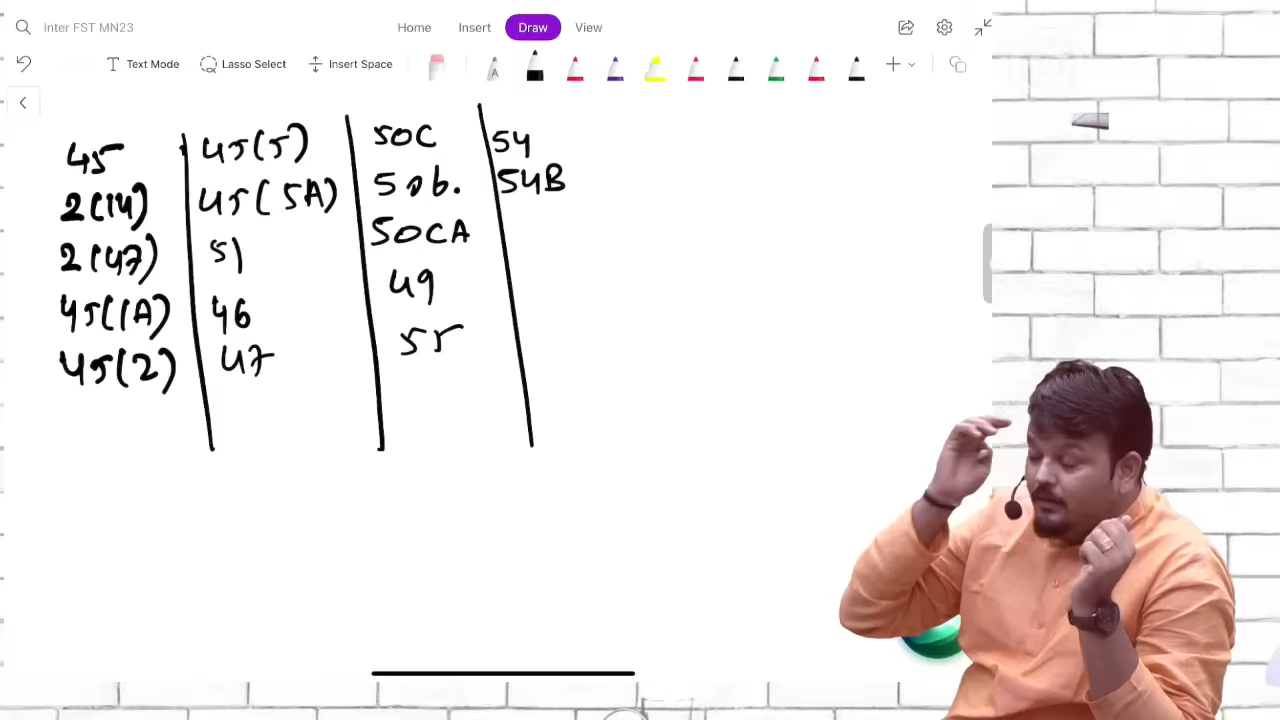 inter FST MN23
Home Insert Draw View
Text Mode Lasso Select Insert Space
A
45
2(14)
2(47)
45(1A)
45(2)
45(5)
45(5A)
51
46
47
50C
50b.
50CA
49
55
54
54B